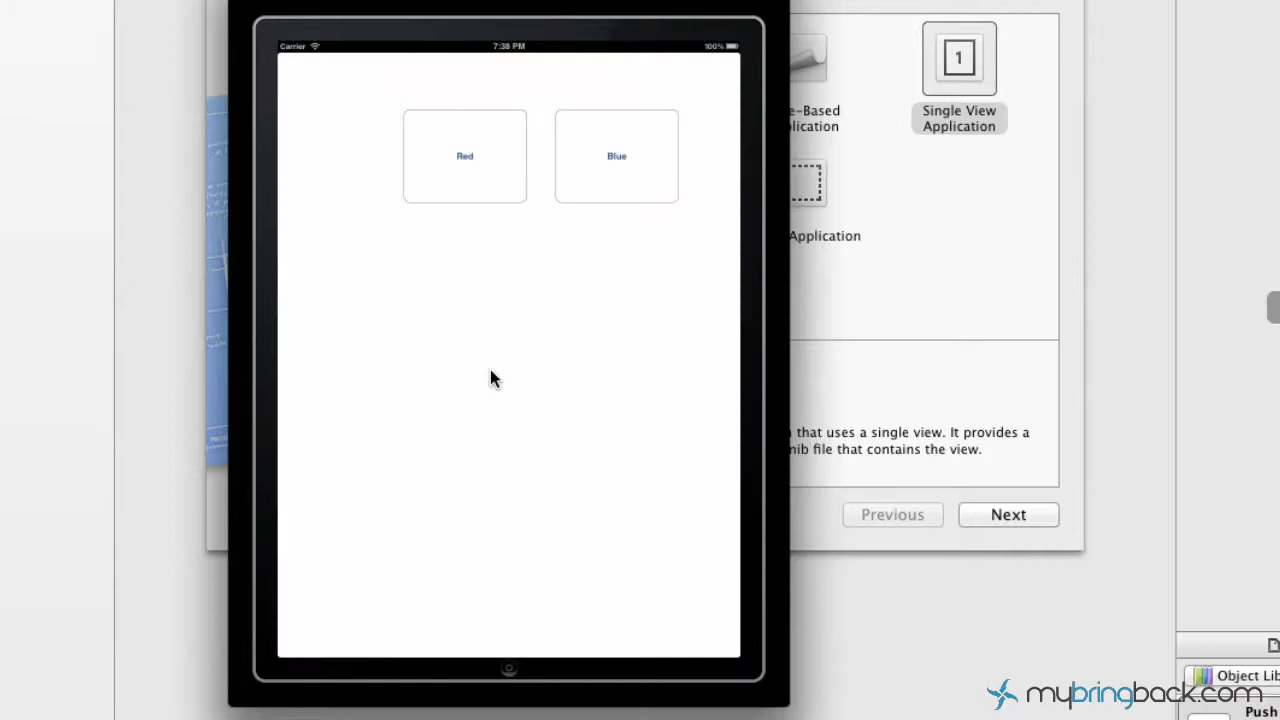 Carrier
7:38 PM
100%
Red
Blue
e-Based
lication
Single View
Application
Application
that uses a single view. It provides a
nib file that contains the view.
Previous
Next
Object Lib
Push
mybringback.com